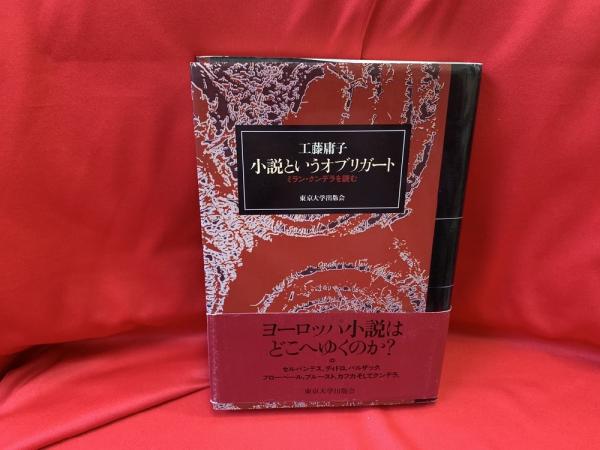 工藤庸子
小説というオブリガート
ミラン・クンデラを読む
東京大学出版会
ヨーロッパ小説は
どこへゆくのか?
セルバンテス、ディドロ、バルザック、
フローベール、プルースト、カフカそしてクンデラ。
東京大学出版会